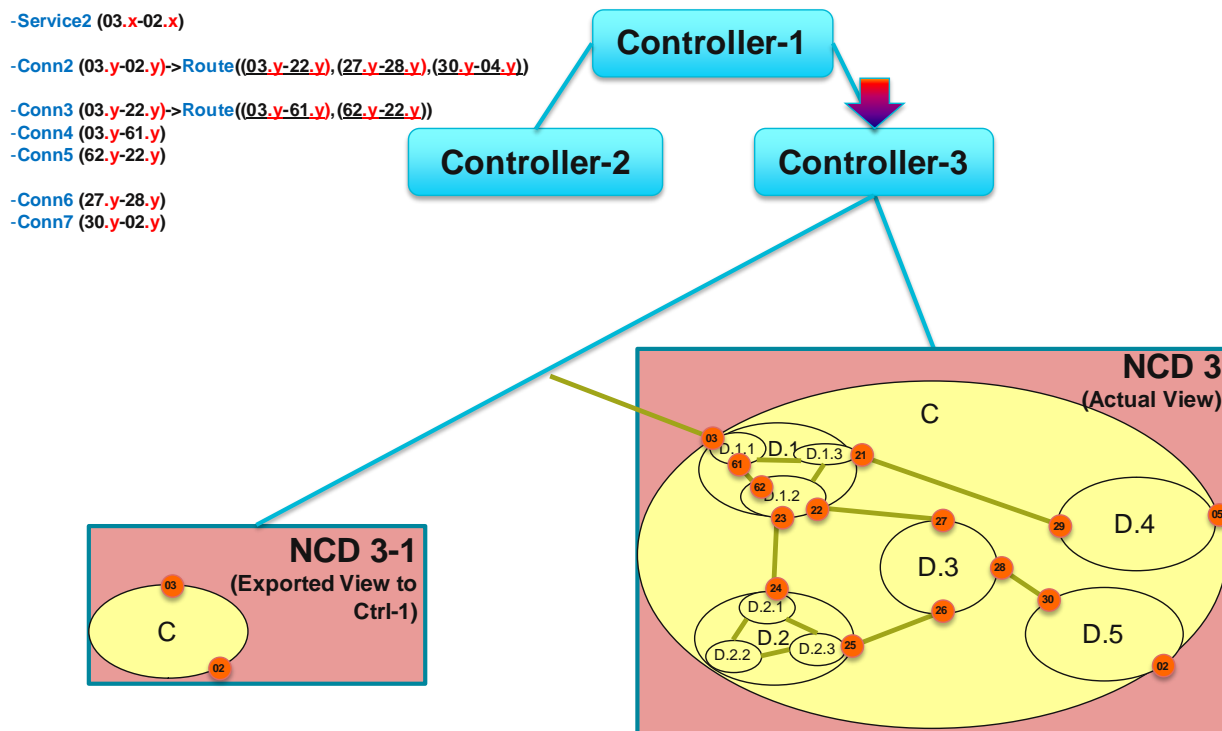 -Service2 (03.x-02.x)
-Conn2 (03.y-02.y)->Route((03.y-22.y),(27.y-28.y),(30.y-04.y))
-Conn3 (03.y-22.y)->Route((03.y-61.y),(62.y-22.y))
-Conn4 (03.y-61.y)
-Conn5 (62.y-22.y)
-Conn6 (27.y-28.y)
-Conn7 (30.y-02.y)
Controller-1
Controller-2
Controller-3
NCD 3
(Actual View)
C
03
D.1
D.1.1
D.1.3
21
61
62
D.1.2
22
23
27
29
D.4
05
D.3
28
26
24
D.2.1
D.2
D.2.2
D.2.3
25
30
D.5
02
NCD 3-1
(Exported View to
Ctrl-1)
03
C
02